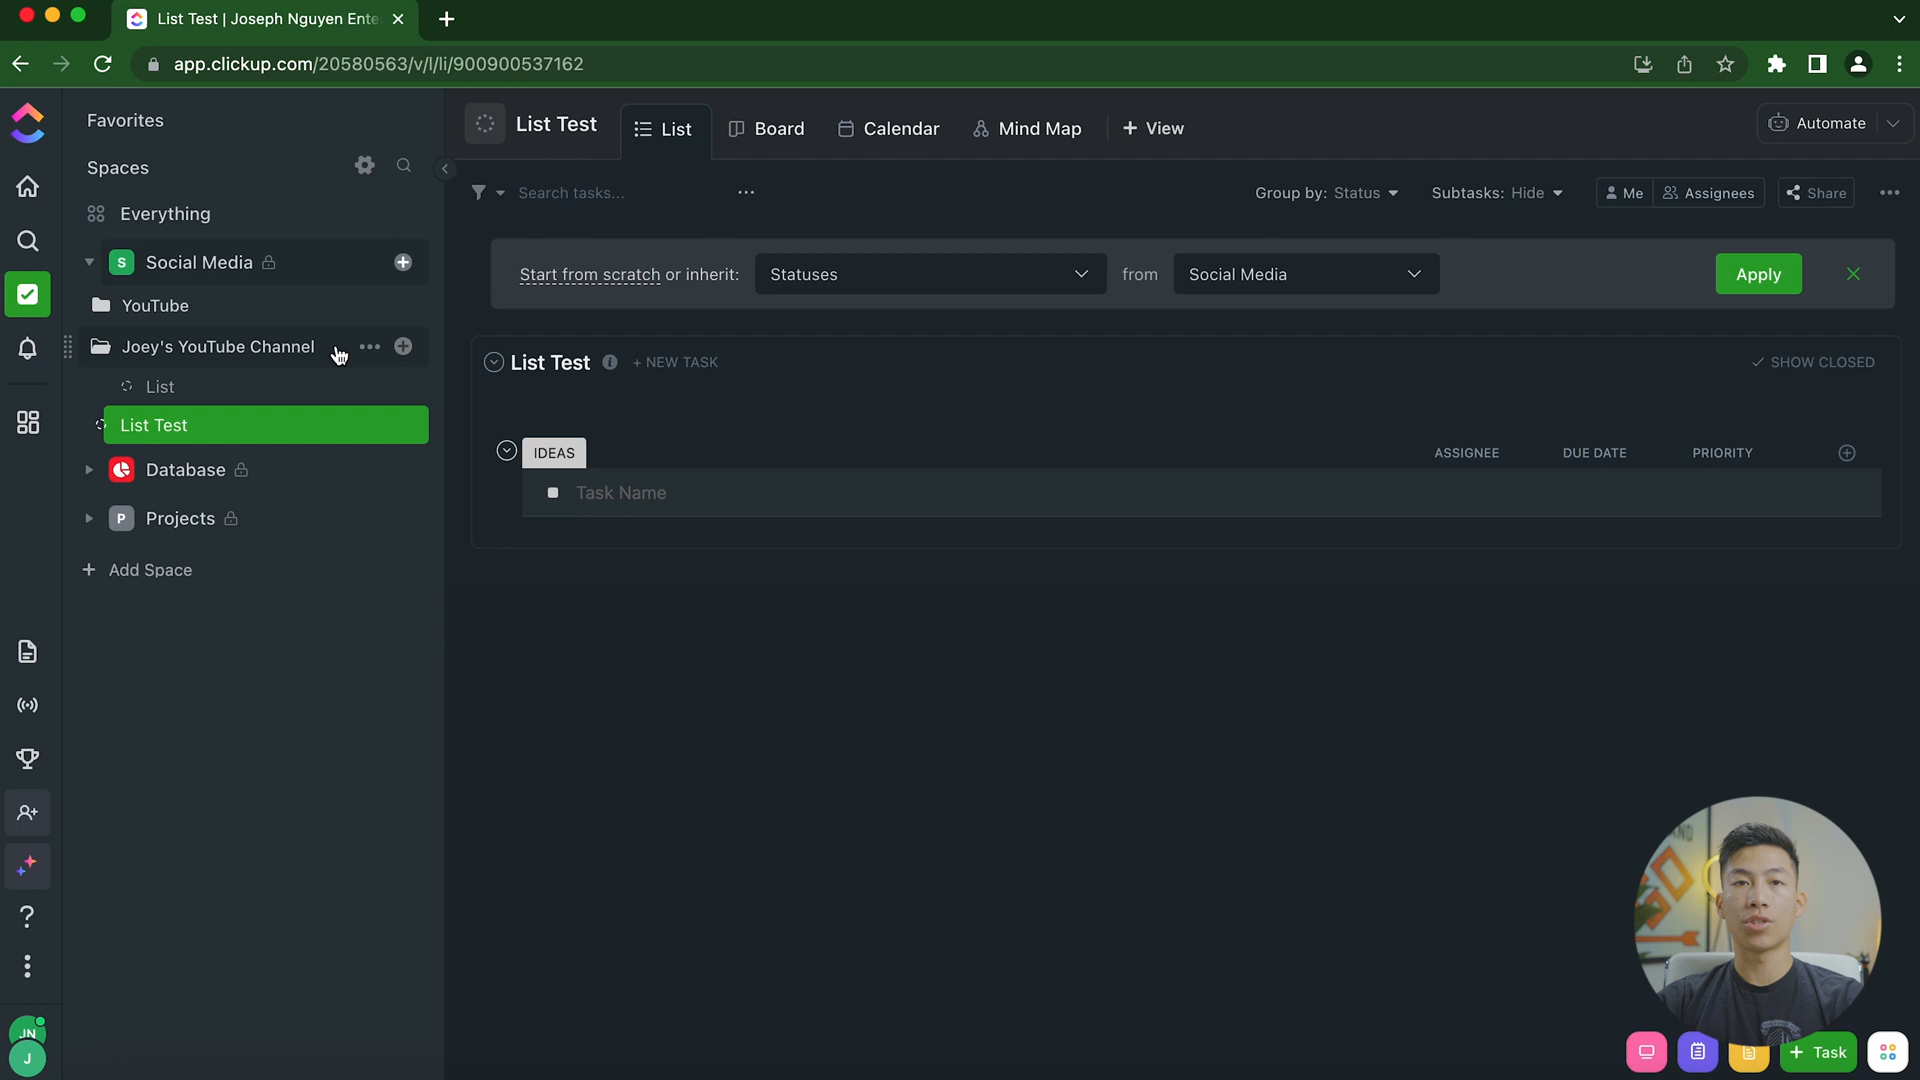 List Test | Joseph Nguyen Ente
app.clickup.com/20580563/v/l/li/900900537162
Favorites
Spaces
Everything
S Social Media
YouTube
Joey's YouTube Channel
List
List Test
Database
P Projects
+ Add Space
JN
J
List Test
List
Board
Calendar
Mind Map
+ View
Automate
Search tasks...
Group by: Status
Subtasks: Hide
Me
Assignees
Share
Start from scratch or inherit:
Statuses
from
Social Media
Apply
List Test
+ NEW TASK
SHOW CLOSED
IDEAS
ASSIGNEE
DUE DATE
PRIORITY
Task Name
+ Task